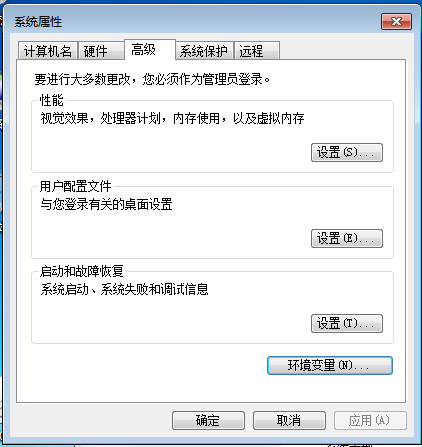 系统属性
计算机名 硬件 高级 系统保护 远程
要进行大多数更改，您必须作为管理员登录。
性能
视觉效果，处理器计划，内存使用，以及虚拟内存
设置(S)...
用户配置文件
与您登录有关的桌面设置
设置(E)...
启动和故障恢复
系统启动、系统失败和调试信息
设置(T)...
环境变量(N)...
确定 取消 应用(A)